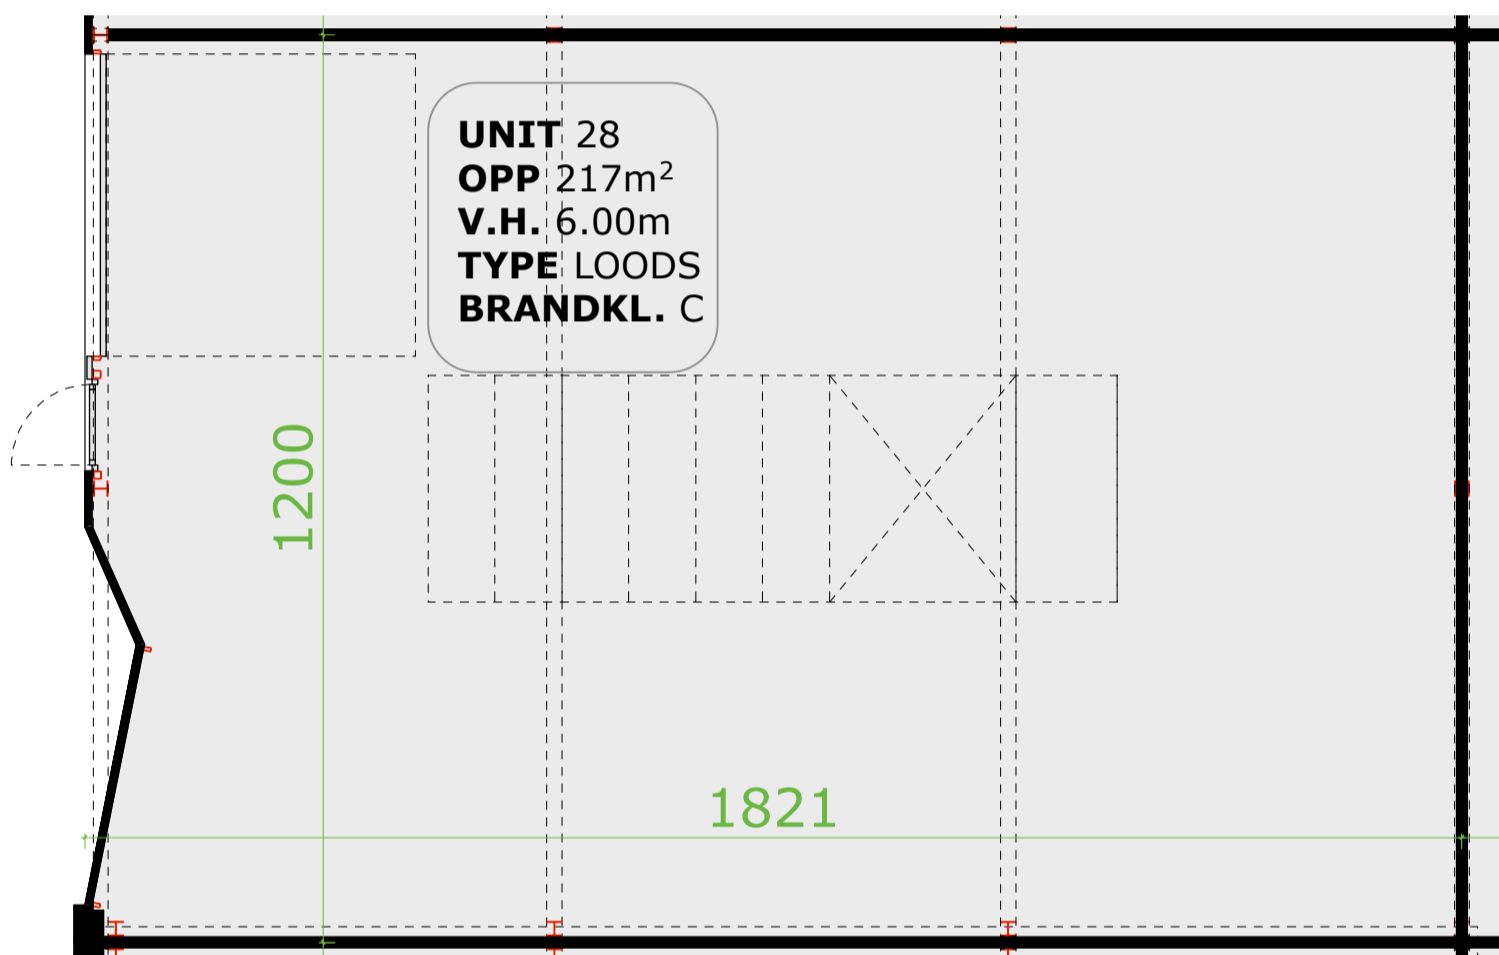 UNIT 28
OPP 217m²
V.H. 6.00m
TYPE LOODS
BRANDKL. C
1200
1821